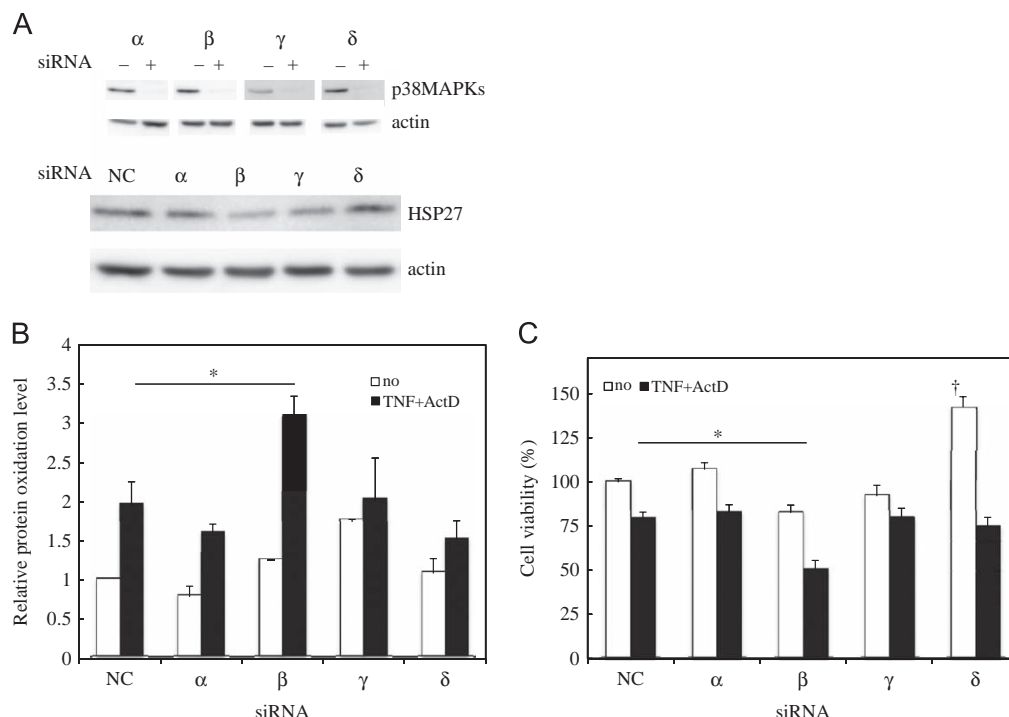 A
α β γ δ
siRNA − + − + − + − +
p38MAPKs
actin
siRNA NC α β γ δ
HSP27
actin
B
4
3.5
3
2.5
2
1.5
1
0.5
0
Relative protein oxidation level
*
no
TNF+ActD
NC α β γ δ
siRNA
C
150
125
100
75
50
25
0
Cell viability (%)
no
TNF+ActD
*
†
NC α β γ δ
siRNA